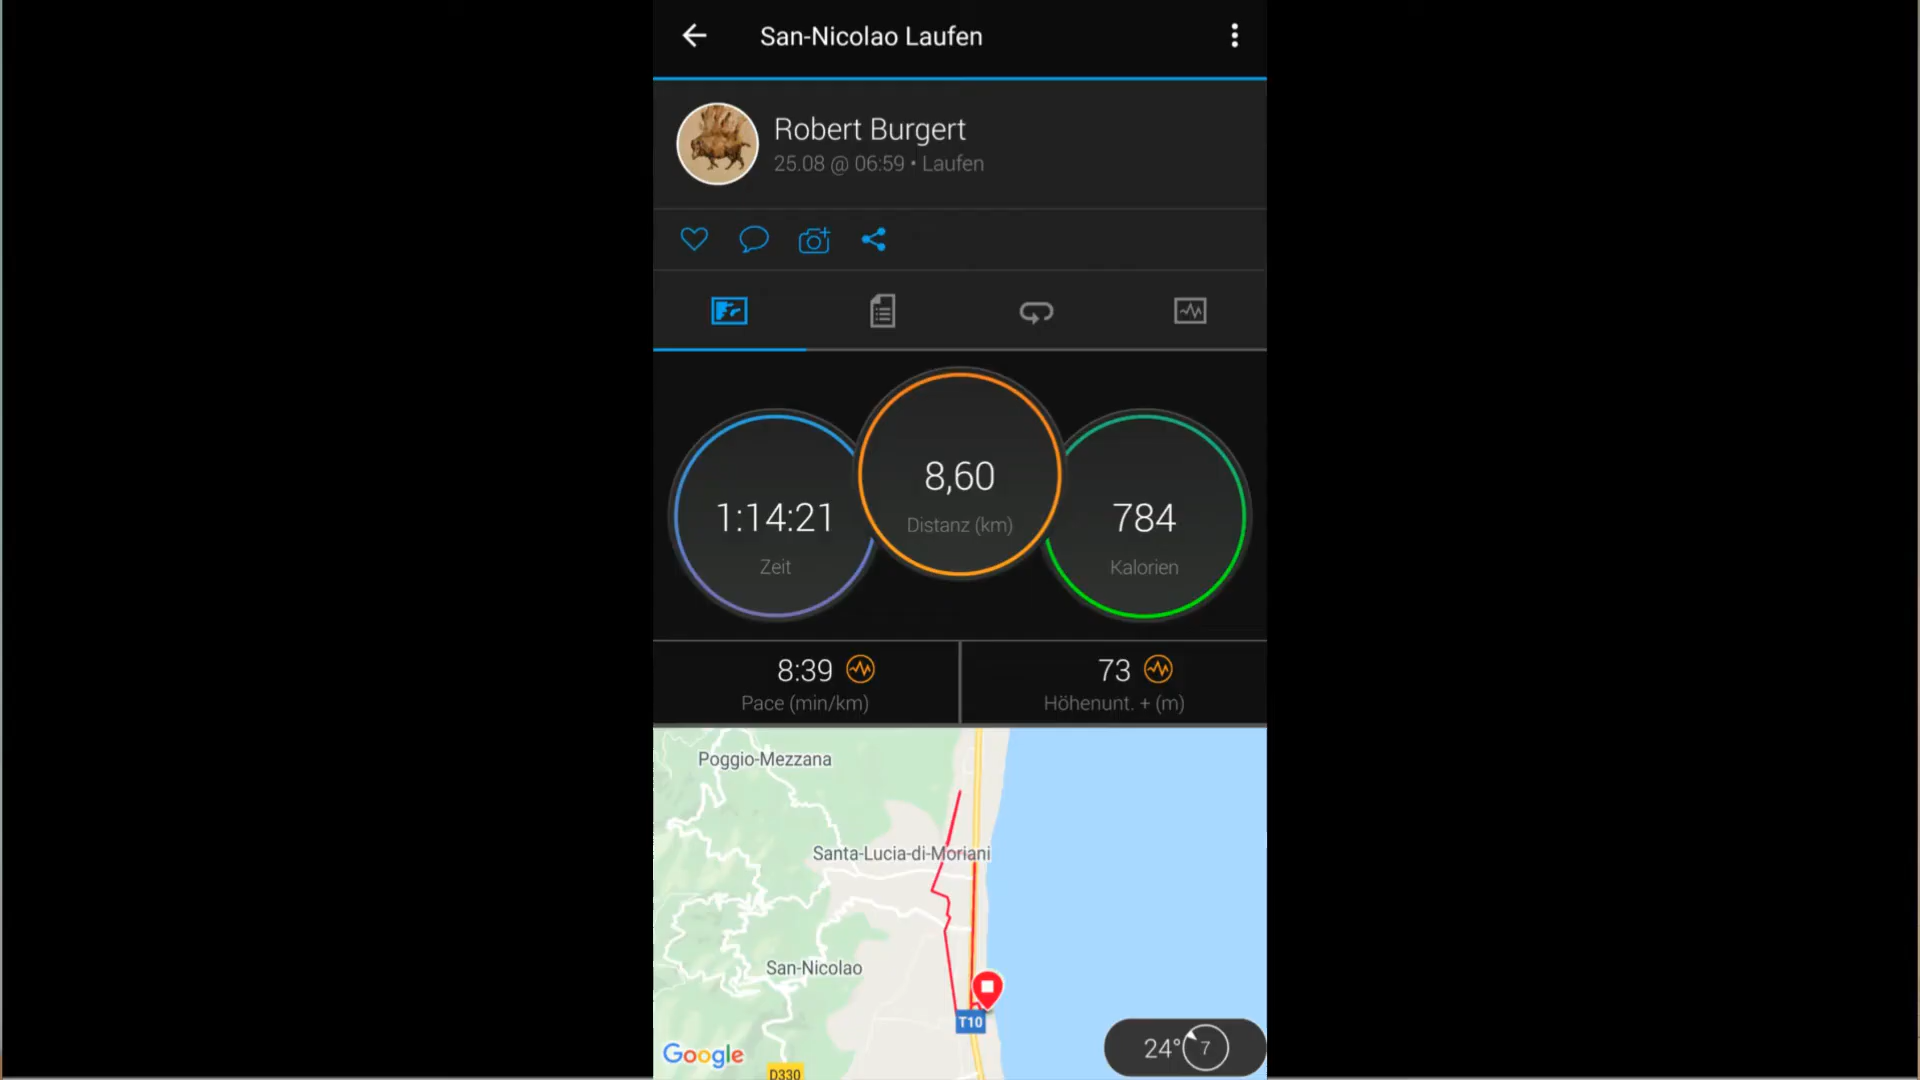 San-Nicolao Laufen
Robert Burgert
25.08 @ 06:59 • Laufen
8,60
Distanz (km)
1:14:21
Zeit
784
Kalorien
8:39
Pace (min/km)
73
Höhenunt. + (m)
Poggio-Mezzana
Santa-Lucia-di-Moriani
San-Nicolao
T10
24° 7
Google
D330